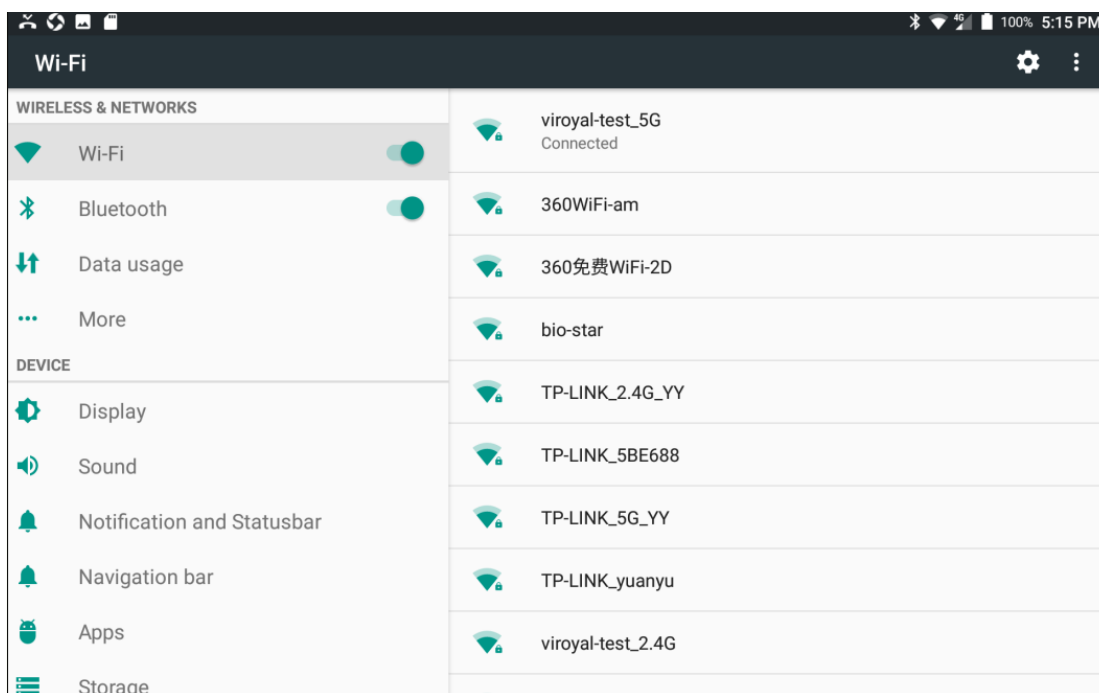 4G 100% 5:15 PM
Wi-Fi
WIRELESS & NETWORKS
Wi-Fi
Bluetooth
Data usage
More
DEVICE
Display
Sound
Notification and Statusbar
Navigation bar
Apps
Storage
viroyal-test_5G
Connected
360WiFi-am
360免费WiFi-2D
bio-star
TP-LINK_2.4G_YY
TP-LINK_5BE688
TP-LINK_5G_YY
TP-LINK_yuanyu
viroyal-test_2.4G